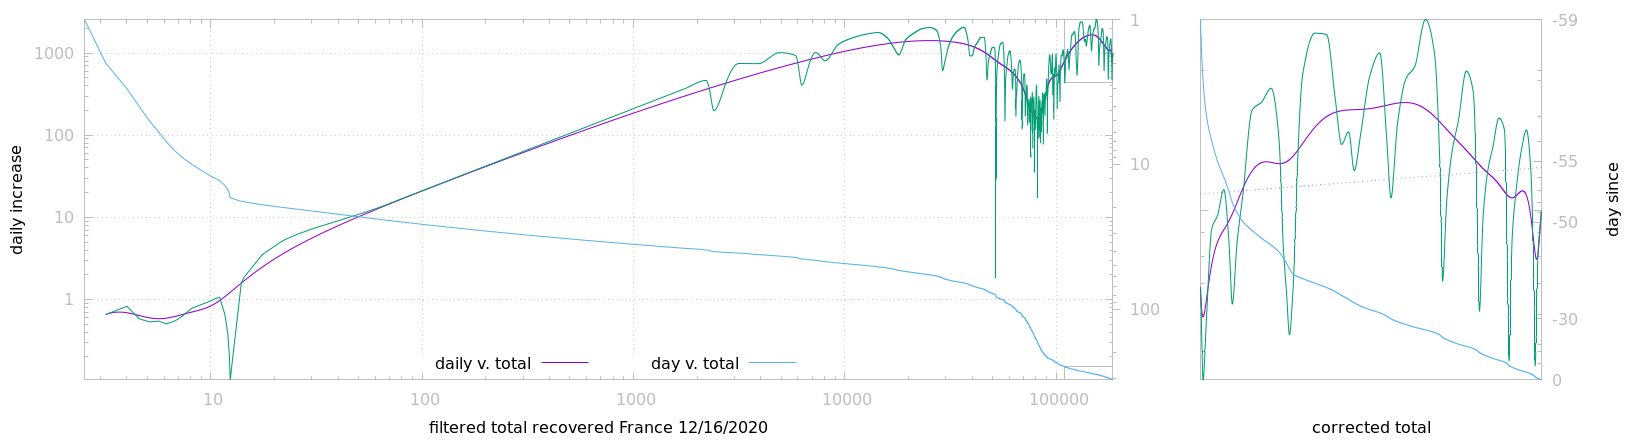 daily increase
1000
100
10
1
10
100
1000
10000
100000
1
10
100
daily v. total
day v. total
filtered total recovered France 12/16/2020
-59
-55
-50
-30
0
day since
corrected total